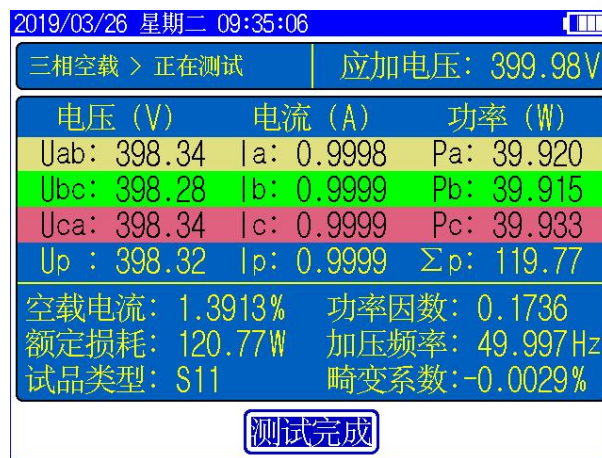 2019/03/26 星期二 09:35:06
三相空载 > 正在测试 应加电压: 399.98V
电压 (V) 电流 (A) 功率 (W)
Uab: 398.34 Ia: 0.9998 Pa: 39.920
Ubc: 398.28 Ib: 0.9999 Pb: 39.915
Uca: 398.34 Ic: 0.9999 Pc: 39.933
Up : 398.32 Ip: 0.9999 Σp: 119.77
空载电流: 1.3913% 功率因数: 0.1736
额定损耗: 120.77W 加压频率: 49.997Hz
试品类型: S11 畸变系数:-0.0029%
测试完成